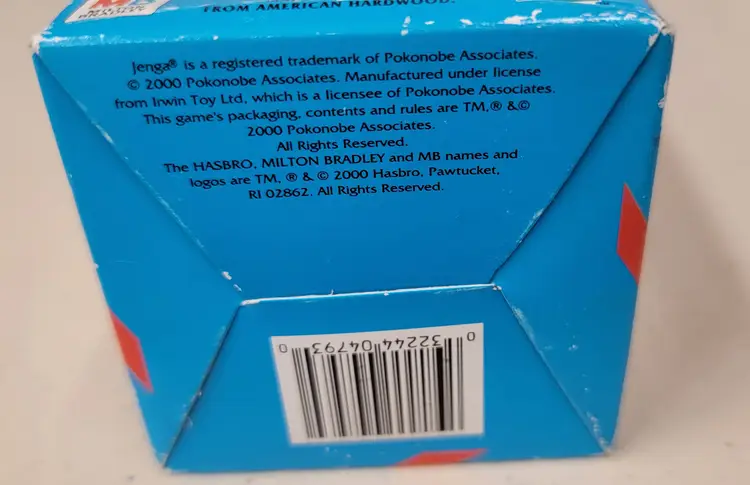 FROM AMERICAN HARDWOOD.
Jenga® is a registered trademark of Pokonobe Associates.
© 2000 Pokonobe Associates. Manufactured under license
from Irwin Toy Ltd, which is a licensee of Pokonobe Associates.
This game's packaging, contents and rules are TM,® &©
2000 Pokonobe Associates.
All Rights Reserved.
The HASBRO, MILTON BRADLEY and MB names and
logos are TM, ® & © 2000 Hasbro, Pawtucket,
RI 02862. All Rights Reserved.
0 32244 04793 0